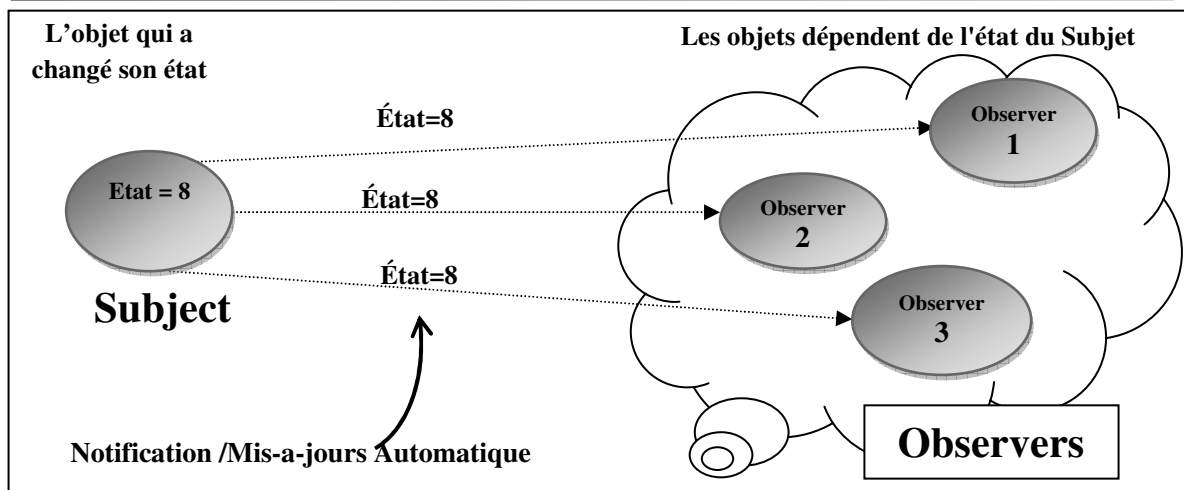 L'objet qui a
changé son état
Les objets dépendent de l'état du Subjet
État=8
Observer
1
Etat = 8
État=8
Observer
2
État=8
Observer
3
Subject
Notification /Mis-a-jours Automatique
Observers